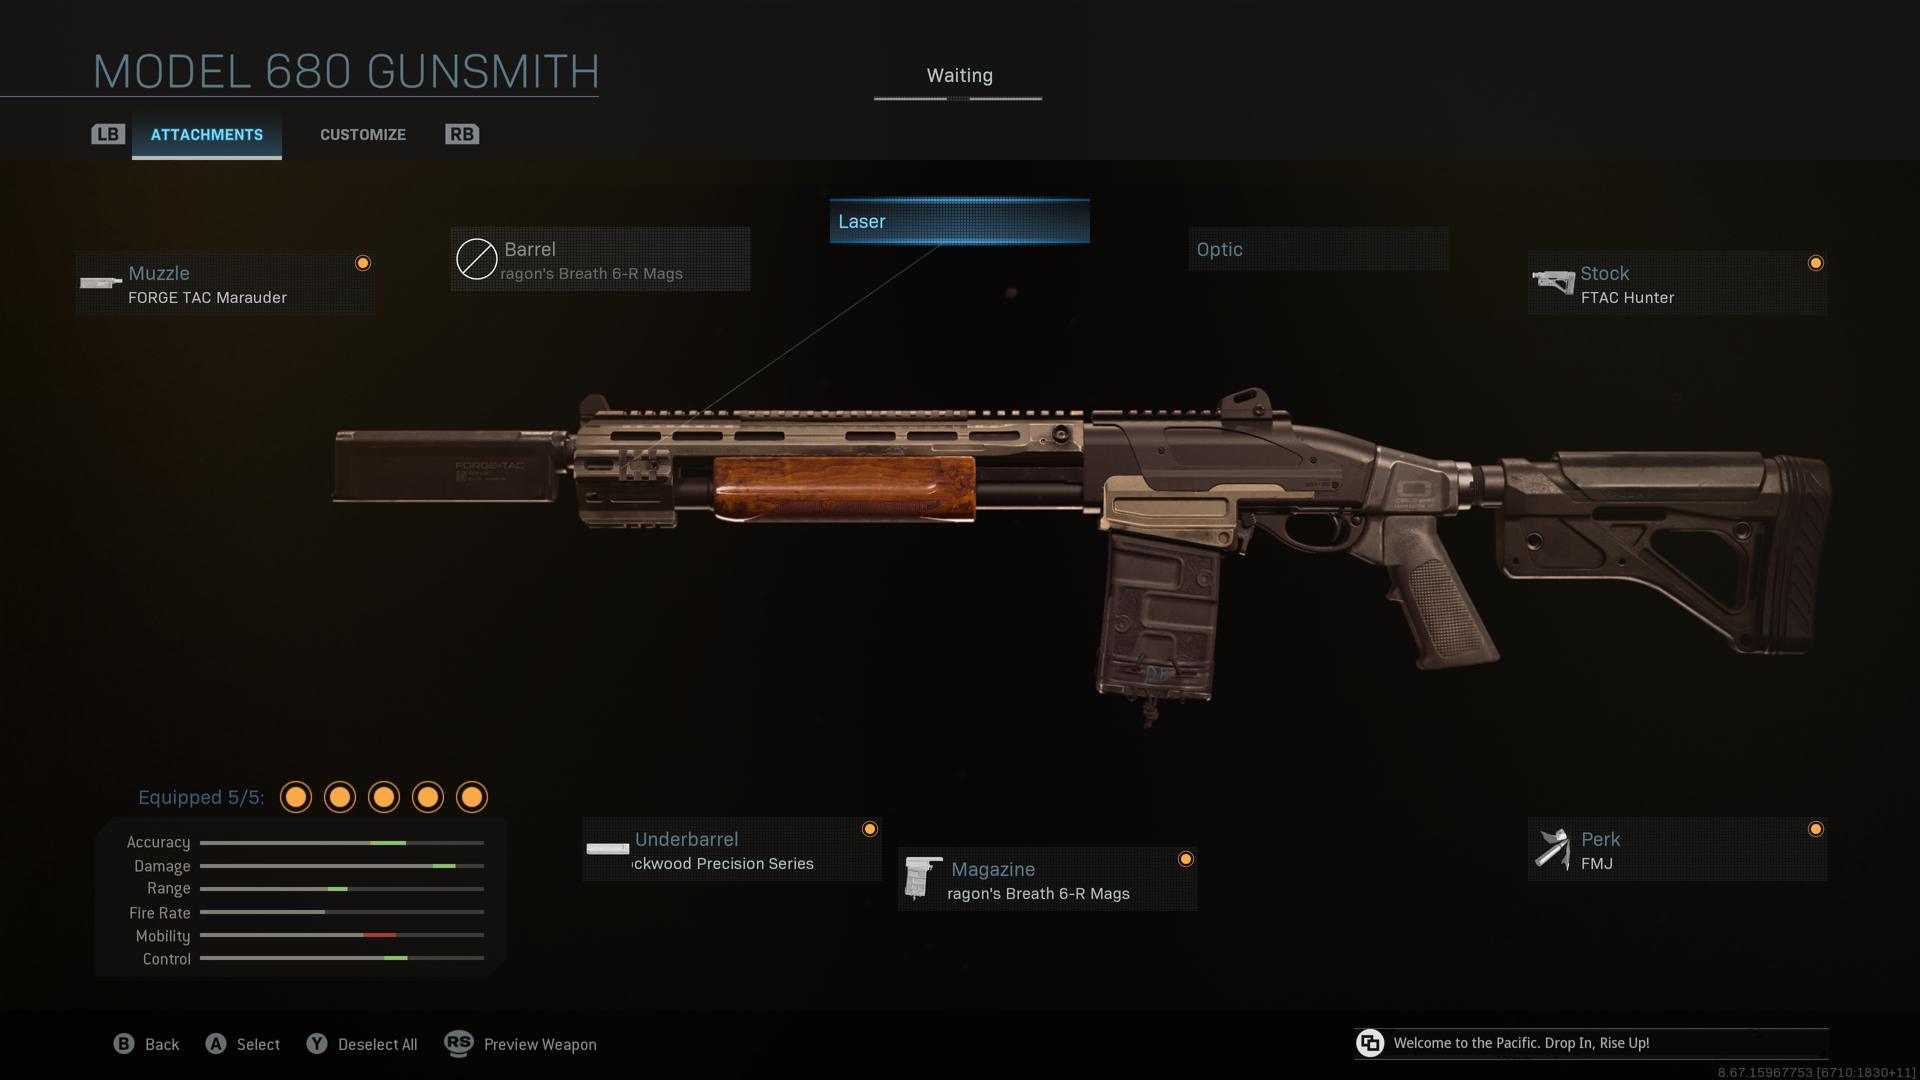 MODEL 680 GUNSMITH
Waiting
LB ATTACHMENTS CUSTOMIZE RB
Laser
Barrel
ragon's Breath 6-R Mags
Optic
Muzzle
FORGE TAC Marauder
Stock
FTAC Hunter
FORGE TAC
Equipped 5/5:
Accuracy
Damage
Range
Fire Rate
Mobility
Control
Underbarrel
ckwood Precision Series
Magazine
ragon's Breath 6-R Mags
Perk
FMJ
B Back A Select Y Deselect All RS Preview Weapon
Welcome to the Pacific. Drop In, Rise Up!
8.67.15967753 [6710:1830+11]